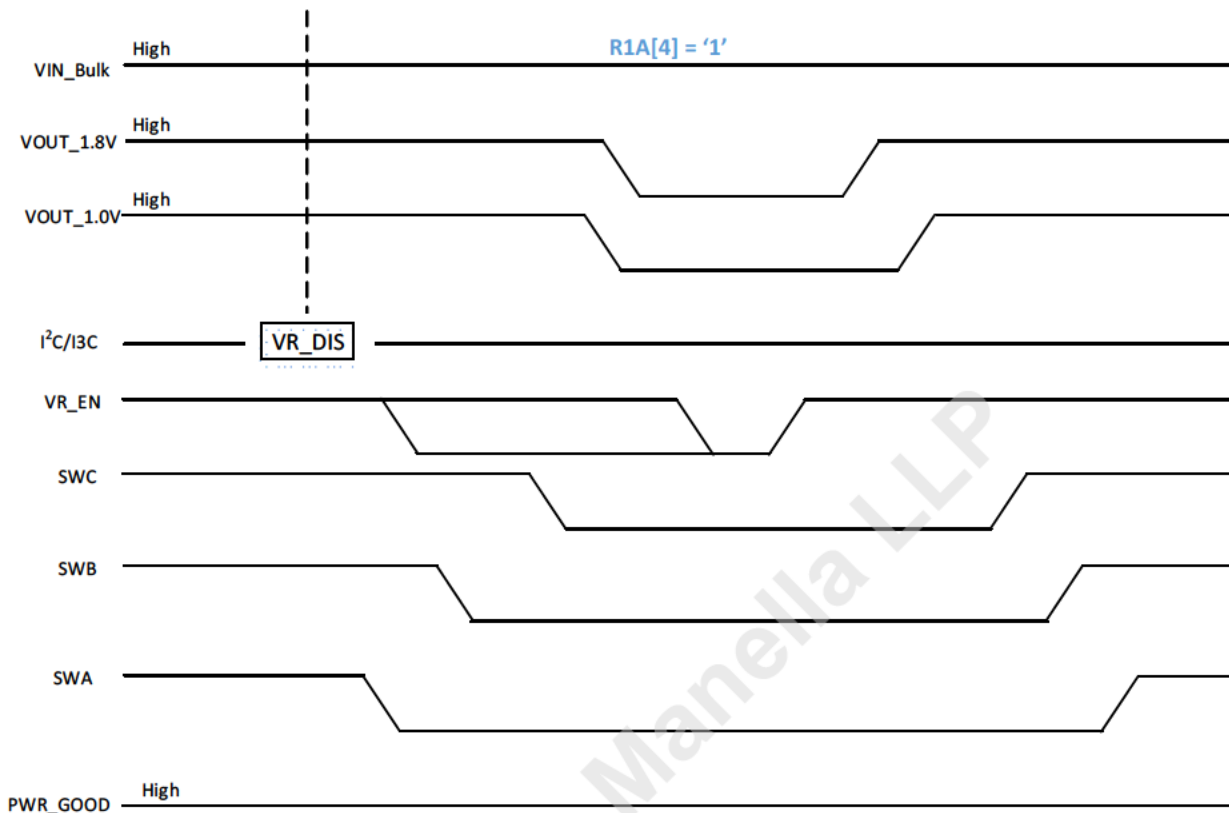 High
R1A[4] = ‘1’
VIN_Bulk
High
VOUT_1.8V
High
VOUT_1.0V
I²C/I3C
VR_DIS
VR_EN
SWC
SWB
SWA
High
PWR_GOOD
Manella LLP